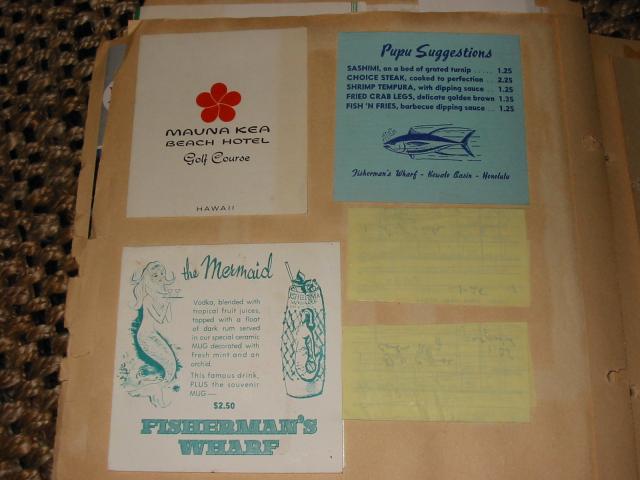 MAUNA KEA
BEACH HOTEL
Golf Course
HAWAII
Pupu Suggestions
SASHIMI, on a bed of grated turnip ..... 1.25
CHOICE STEAK, cooked to perfection .. 2.25
SHRIMP TEMPURA, with dipping sauce ... 1.25
FRIED CRAB LEGS, delicate golden brown 1.35
FISH 'N FRIES, barbecue dipping sauce .. 1.25
Fisherman's Wharf - Kewalo Basin - Honolulu
the Mermaid
Vodka, blended with
tropical fruit juices,
topped with a float
of dark rum served
in our special ceramic
MUG decorated with
fresh mint and an
orchid.
This famous drink,
PLUS the souvenir
MUG—
$2.50
FISHERMAN'S
WHARF